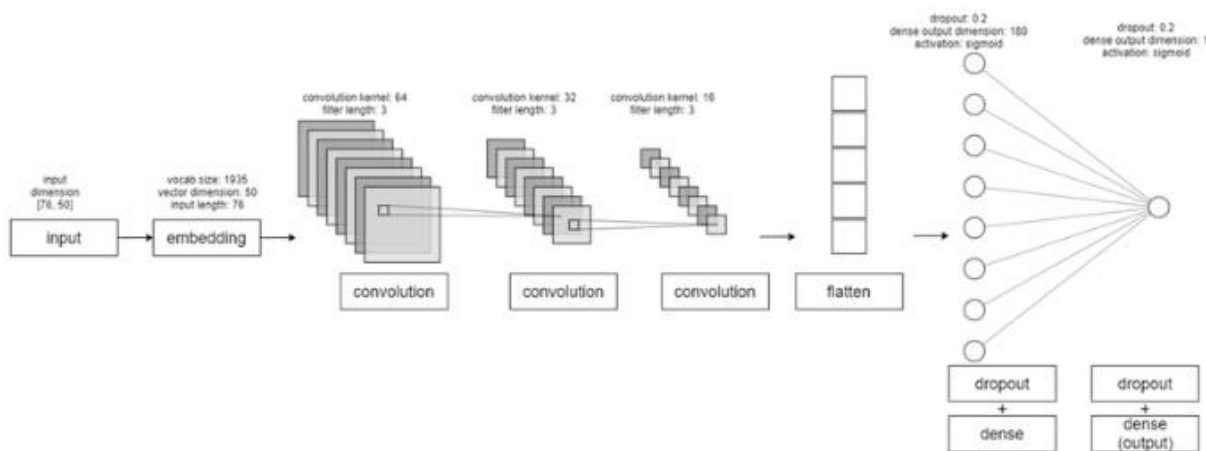 input
dimension
[76, 50]
input
vocab size: 1935
vector dimension: 50
input length: 76
embedding
convolution kernel: 64
filter length: 3
convolution
convolution kernel: 32
filter length: 3
convolution
convolution kernel: 16
filter length: 3
convolution
flatten
dropout: 0.2
dense output dimension: 180
activation: sigmoid
dropout
+
dense
dropout: 0.2
dense output dimension: 1
activation: sigmoid
dropout
+
dense
(output)